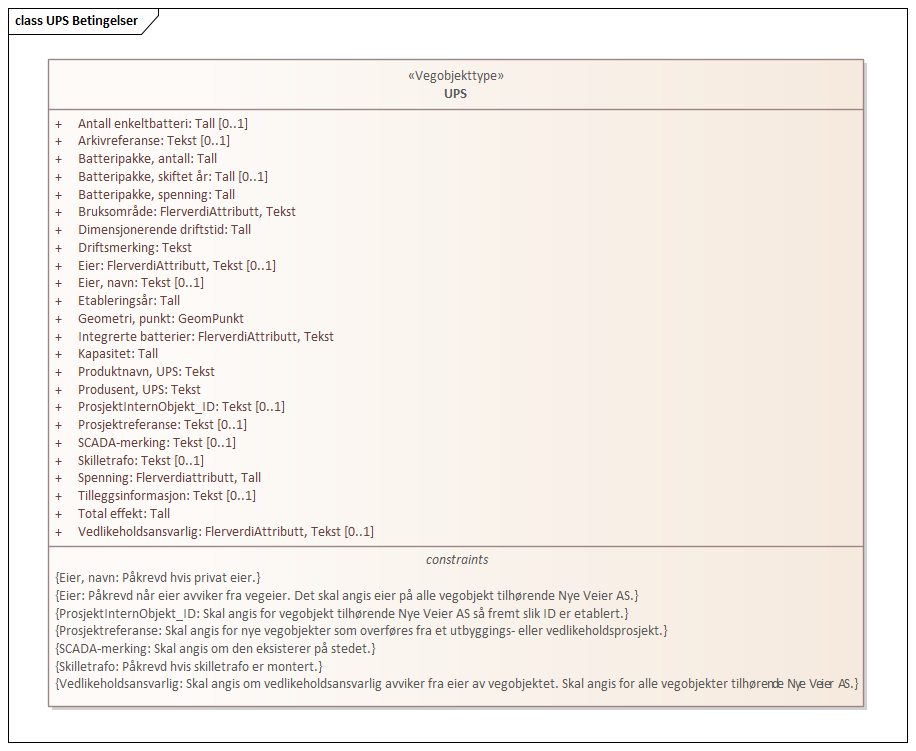 class UPS Betingelser
«Vegobjekttype»
UPS
+ Antall enkeltbatteri: Tall [0..1]
+ Arkivreferanse: Tekst [0..1]
+ Batteripakke, antall: Tall
+ Batteripakke, skiftet år: Tall [0..1]
+ Batteripakke, spenning: Tall
+ Bruksområde: FlerverdiAttributt, Tekst
+ Dimensjonerende driftstid: Tall
+ Driftsmerking: Tekst
+ Eier: FlerverdiAttributt, Tekst [0..1]
+ Eier, navn: Tekst [0..1]
+ Etableringsår: Tall
+ Geometri, punkt: GeomPunkt
+ Integrerte batterier: FlerverdiAttributt, Tekst
+ Kapasitet: Tall
+ Produktnavn, UPS: Tekst
+ Produsent, UPS: Tekst
+ ProsjektInternObjekt_ID: Tekst [0..1]
+ Prosjektreferanse: Tekst [0..1]
+ SCADA-merking: Tekst [0..1]
+ Skilletrafo: Tekst [0..1]
+ Spenning: Flerverdiattributt, Tall
+ Tilleggsinformasjon: Tekst [0..1]
+ Total effekt: Tall
+ Vedlikeholdsansvarlig: FlerverdiAttributt, Tekst [0..1]
constraints
{Eier, navn: Påkrevd hvis privat eier.}
{Eier: Påkrevd når eier avviker fra vegeier. Det skal angis eier på alle vegobjekt tilhørende Nye Veier AS.}
{ProsjektInternObjekt_ID: Skal angis for vegobjekt tilhørende Nye Veier AS så fremt slik ID er etablert.}
{Prosjektreferanse: Skal angis for nye vegobjekter som overføres fra et utbyggings- eller vedlikeholdsprosjekt.}
{SCADA-merking: Skal angis om den eksisterer på stedet.}
{Skilletrafo: Påkrevd hvis skilletrafo er montert.}
{Vedlikeholdsansvarlig: Skal angis om vedlikeholdsansvarlig avviker fra eier av vegobjektet. Skal angis for alle vegobjekter tilhørende Nye Veier AS.}